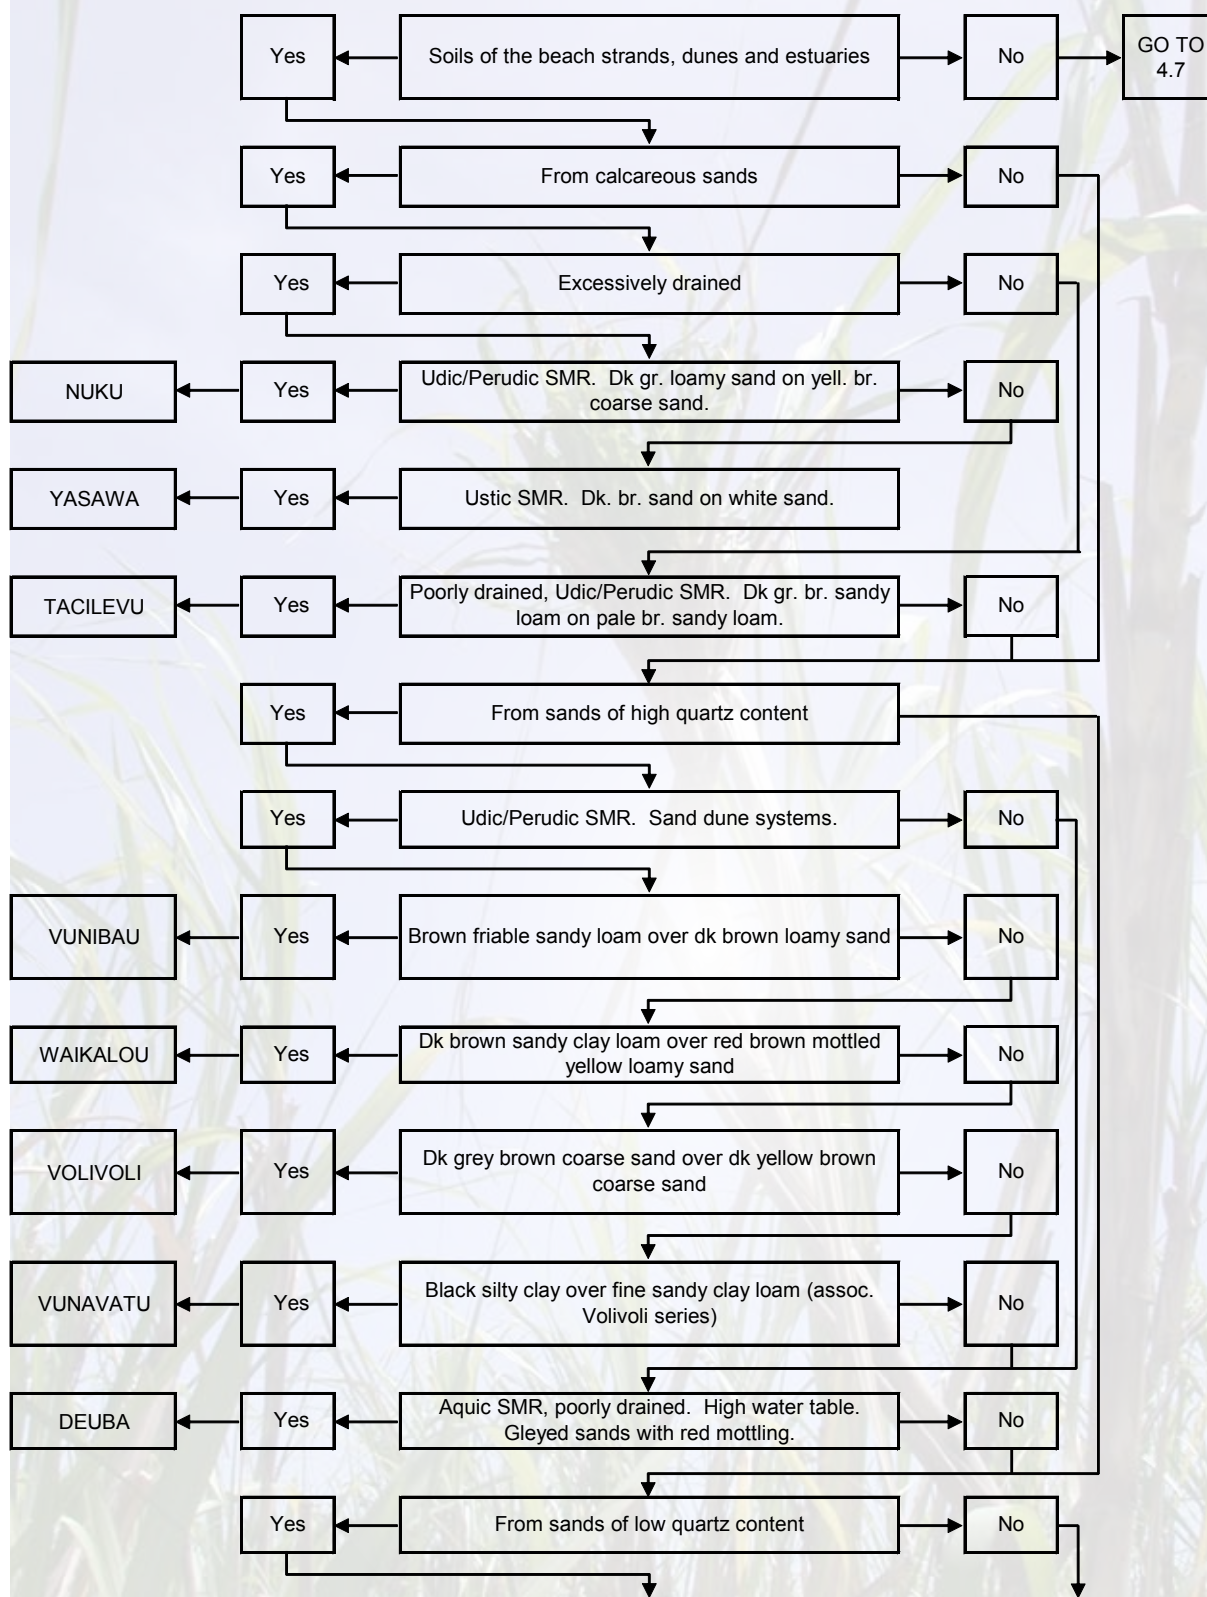 Yes
Soils of the beach strands, dunes and estuaries
No
GO TO
4.7
Yes
From calcareous sands
No
Yes
Excessively drained
No
NUKU
Yes
Udic/Perudic SMR. Dk gr. loamy sand on yell. br.
coarse sand.
No
YASAWA
Yes
Ustic SMR. Dk. br. sand on white sand.
TACILEVU
Yes
Poorly drained, Udic/Perudic SMR. Dk gr. br. sandy
loam on pale br. sandy loam.
No
Yes
From sands of high quartz content
Yes
Udic/Perudic SMR. Sand dune systems.
No
VUNIBAU
Yes
Brown friable sandy loam over dk brown loamy sand
No
WAIKALOU
Yes
Dk brown sandy clay loam over red brown mottled
yellow loamy sand
No
VOLIVOLI
Yes
Dk grey brown coarse sand over dk yellow brown
coarse sand
No
VUNAVATU
Yes
Black silty clay over fine sandy clay loam (assoc.
Volivoli series)
No
DEUBA
Yes
Aquic SMR, poorly drained. High water table.
Gleyed sands with red mottling.
No
Yes
From sands of low quartz content
No